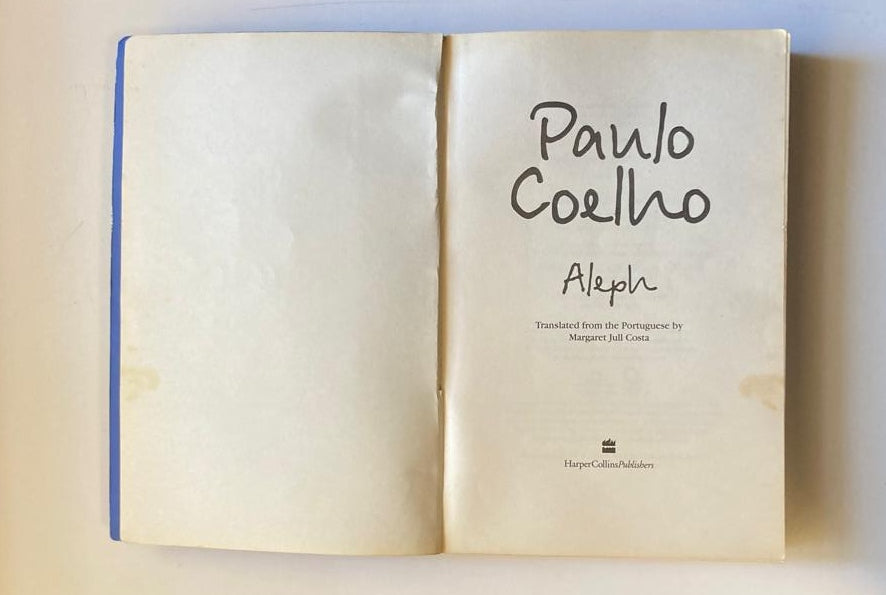 Paulo
Coelho
Aleph
Translated from the Portuguese by
Margaret Jull Costa
HarperCollinsPublishers